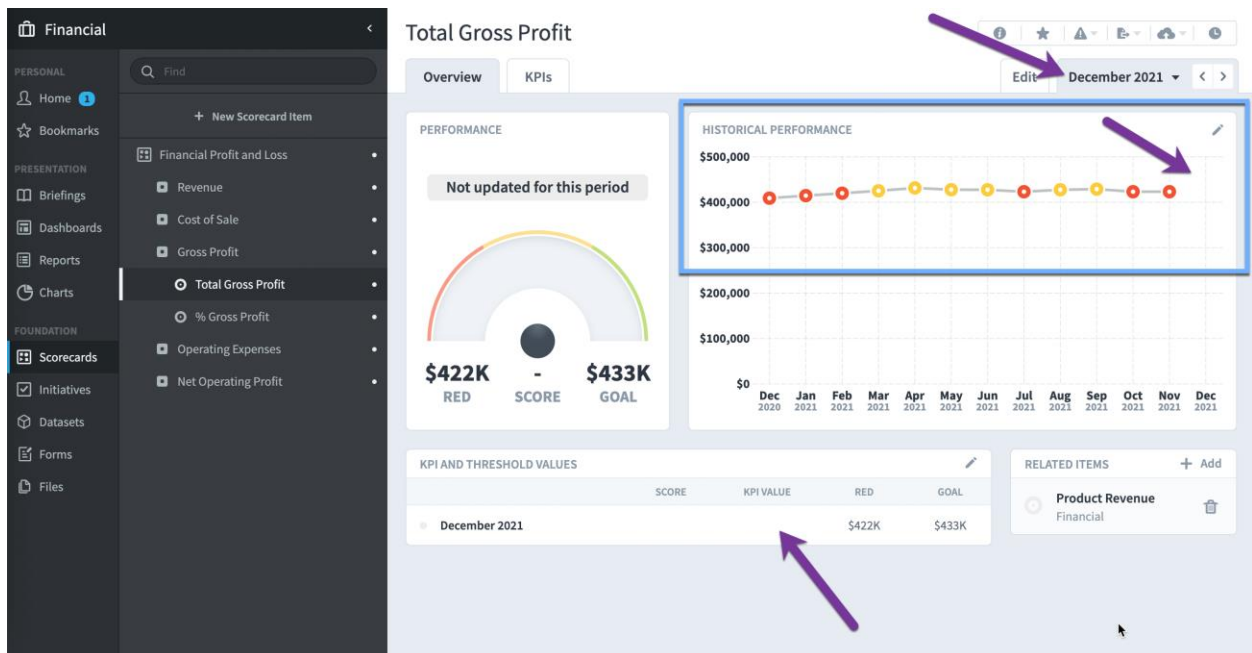 Financial
PERSONAL
Home 1
Bookmarks
PRESENTATION
Briefings
Dashboards
Reports
Charts
FOUNDATION
Scorecards
Initiatives
Datasets
Forms
Files
Find
+ New Scorecard Item
Financial Profit and Loss
Revenue
Cost of Sale
Gross Profit
Total Gross Profit
% Gross Profit
Operating Expenses
Net Operating Profit
Total Gross Profit
Overview KPIs
Edit December 2021
PERFORMANCE
Not updated for this period
$422K - $433K
RED SCORE GOAL
HISTORICAL PERFORMANCE
$500,000
$400,000
$300,000
$200,000
$100,000
$0
Dec Jan Feb Mar Apr May Jun Jul Aug Sep Oct Nov Dec
2020 2021 2021 2021 2021 2021 2021 2021 2021 2021 2021 2021 2021
KPI AND THRESHOLD VALUES
SCORE KPI VALUE RED GOAL
December 2021 $422K $433K
RELATED ITEMS + Add
Product Revenue
Financial